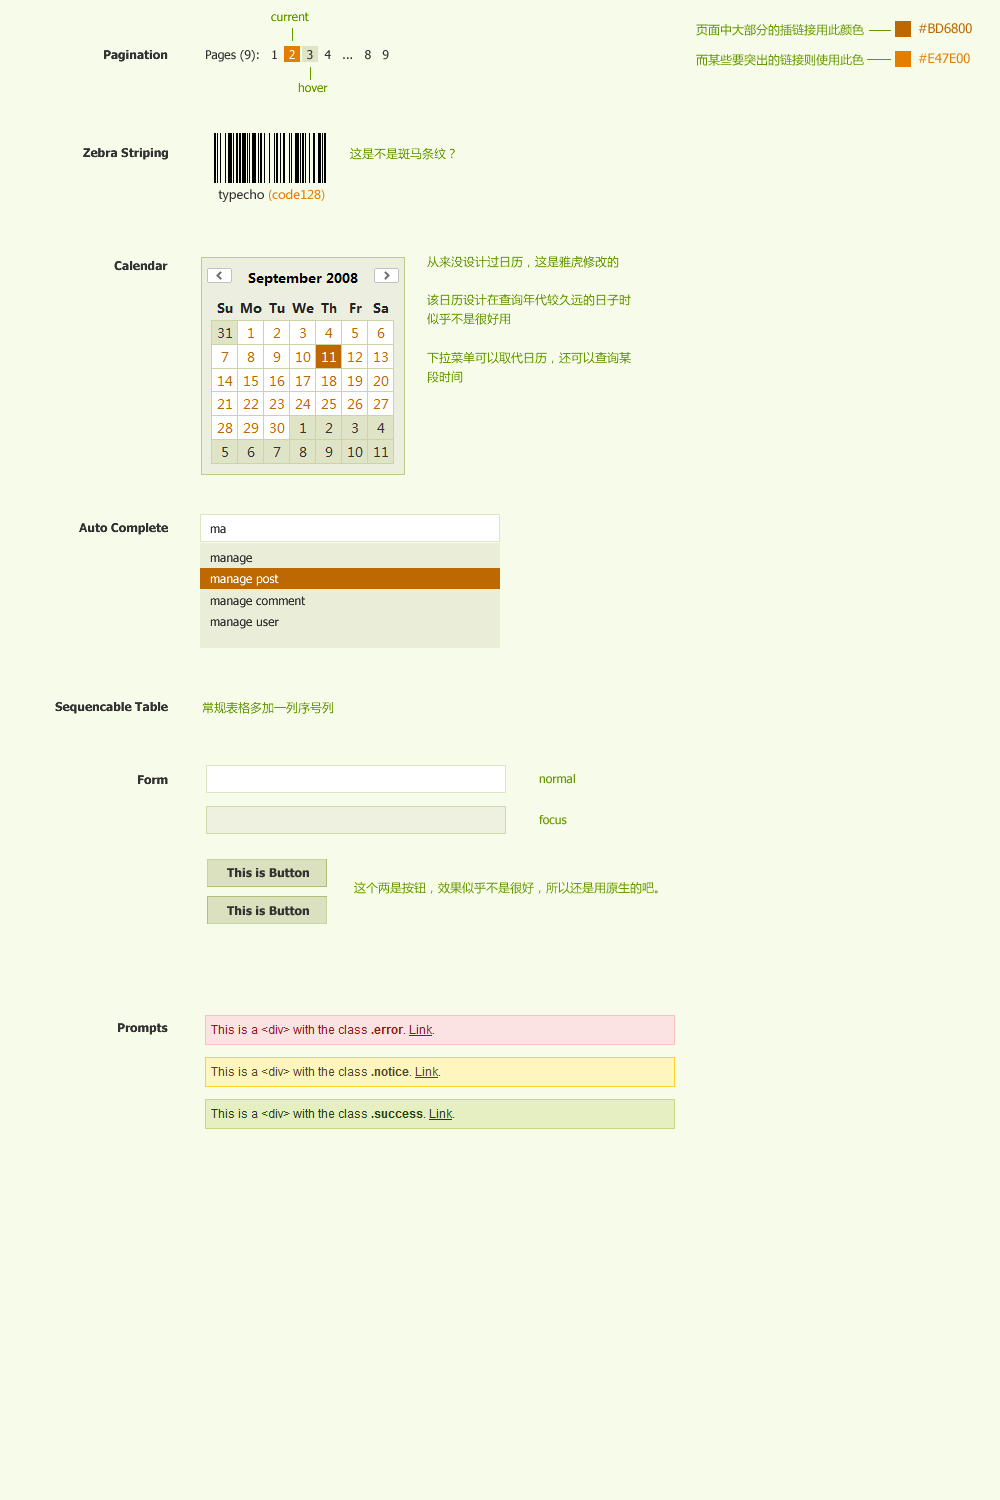 current
Pagination Pages (9): 1 2 3 4 ... 8 9
hover
页面中大部分的插链接用此颜色 #BD6800
而某些要突出的链接则使用此色 #E47E00
Zebra Striping 这是不是斑马条纹？
typecho (code128)
Calendar
September 2008
Su Mo Tu We Th Fr Sa
31 1 2 3 4 5 6
7 8 9 10 11 12 13
14 15 16 17 18 19 20
21 22 23 24 25 26 27
28 29 30 1 2 3 4
5 6 7 8 9 10 11
从来没设计过日历，这是雅虎修改的
该日历设计在查询年代较久远的日子时
似乎不是很好用
下拉菜单可以取代日历，还可以查询某
段时间
Auto Complete ma
manage
manage post
manage comment
manage user
Sequencable Table 常规表格多加一列序号列
Form normal
focus
This is Button
This is Button
这个两是按钮，效果似乎不是很好，所以还是用原生的吧。
Prompts This is a <div> with the class .error. Link.
This is a <div> with the class .notice. Link.
This is a <div> with the class .success. Link.